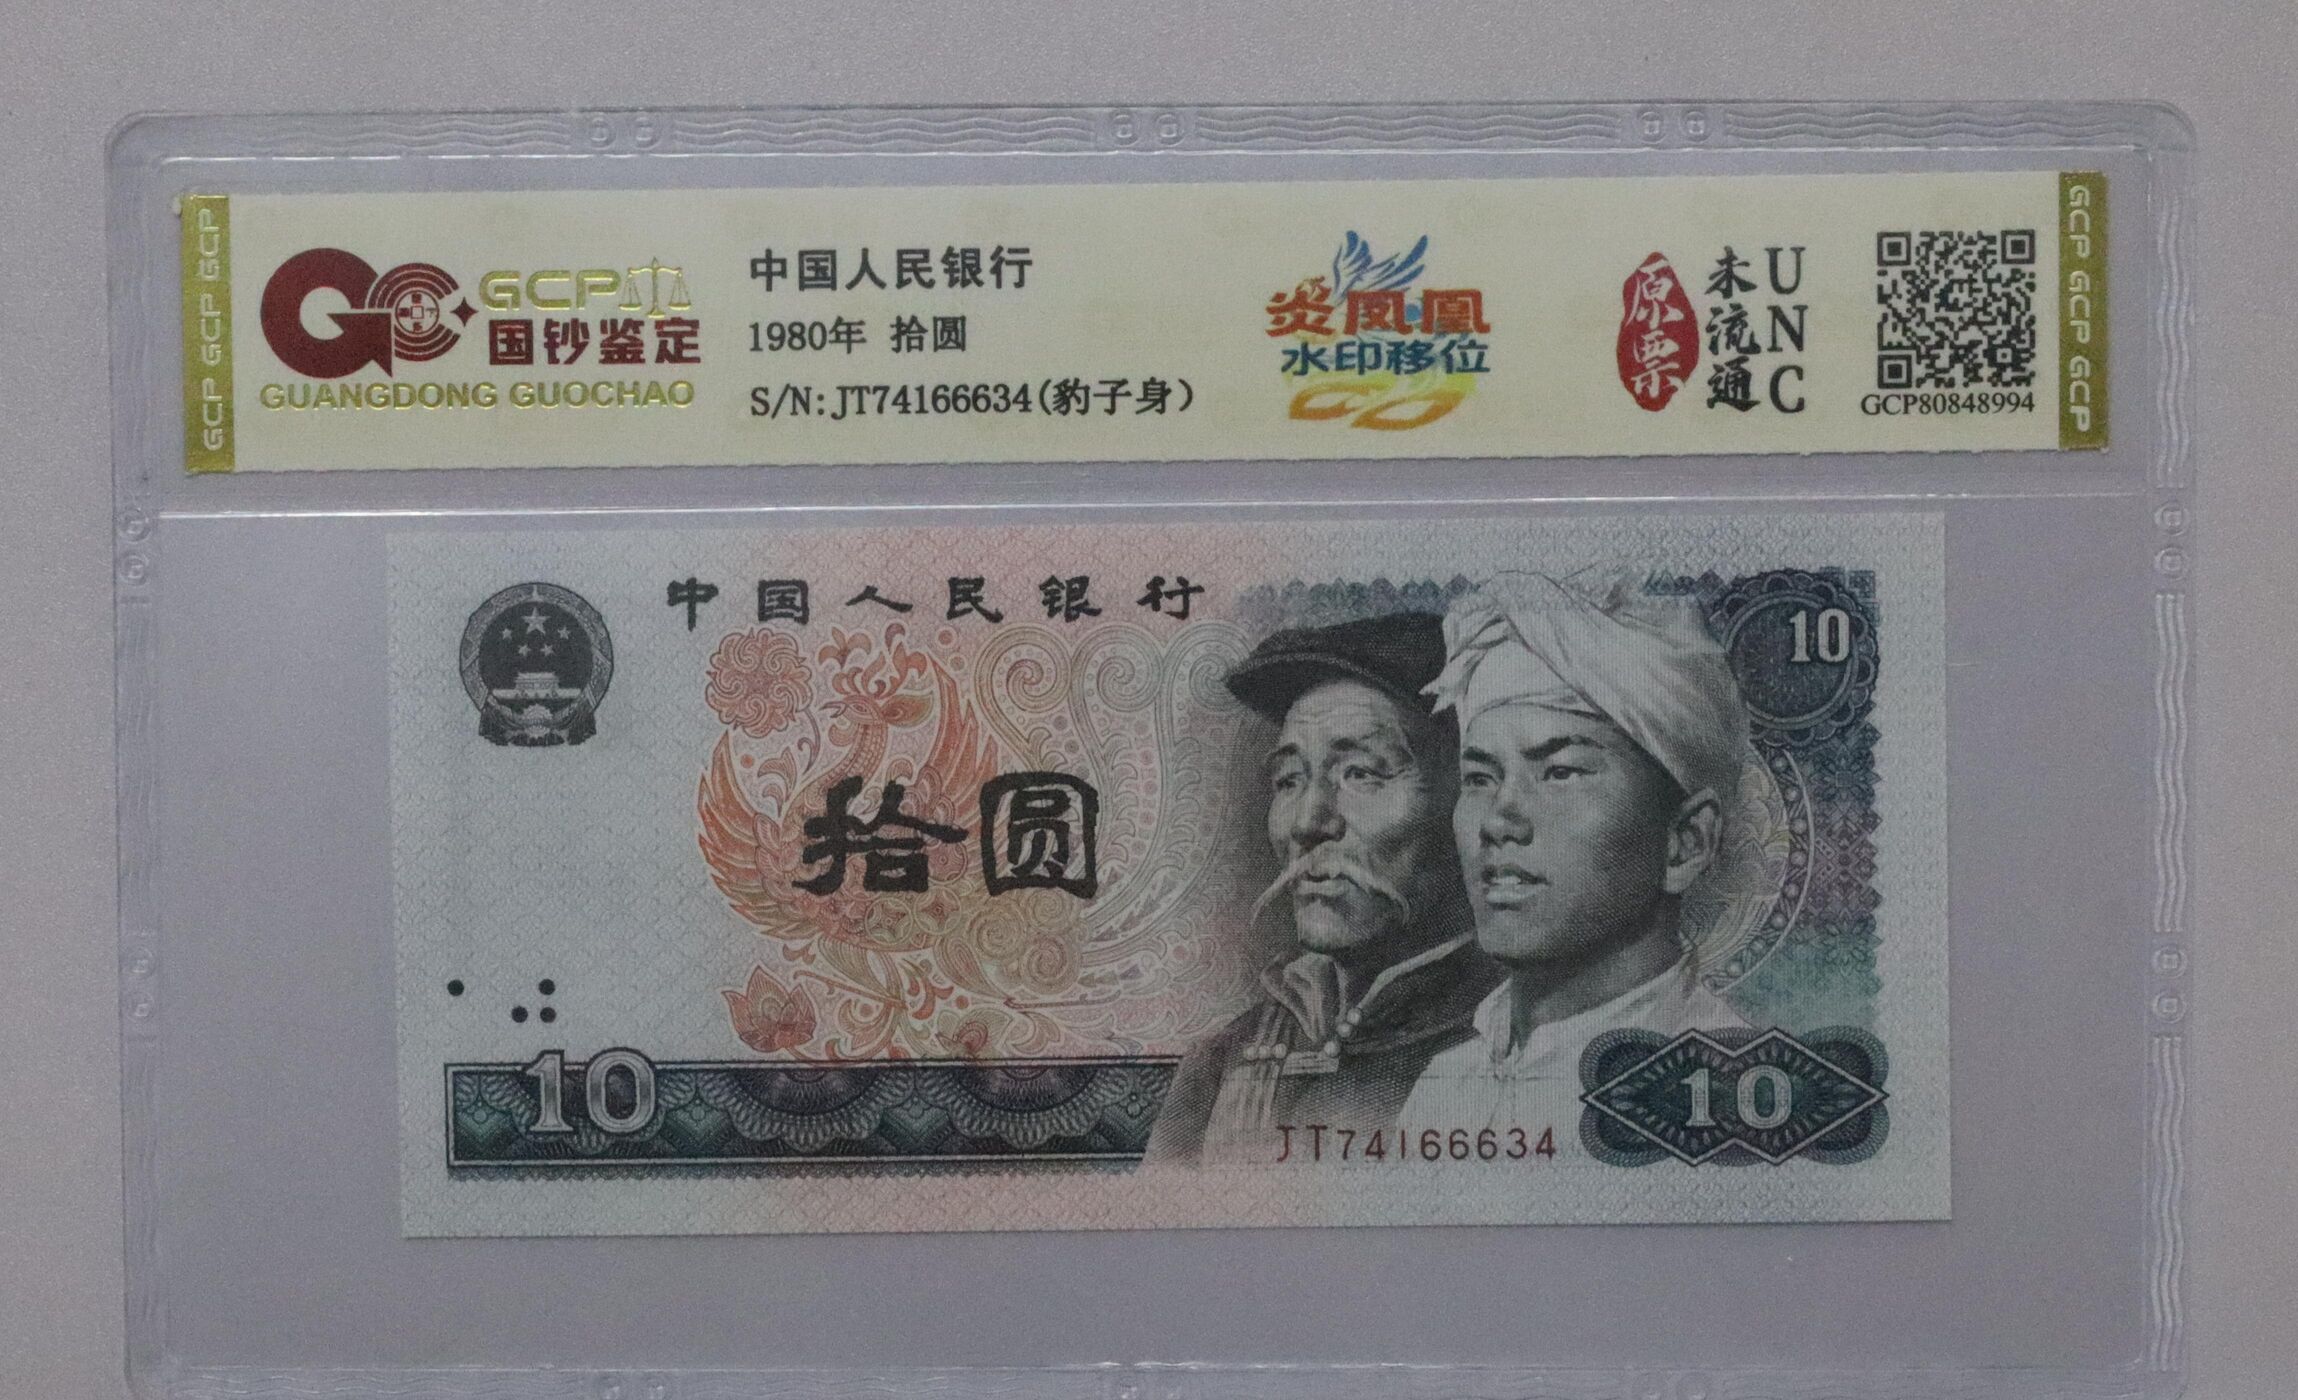 GCP GCP GCP
GCP
国钞鉴定
GUANGDONG GUOCHAO
中国人民银行
1980年 拾圆
S/N:JT74166634(豹子身)
炎凤凰
水印移位
原票
未流通
UNC
GCP80848994
GCP GCP GCP
中国人民银行
10
拾圆
10
JT74166634
10